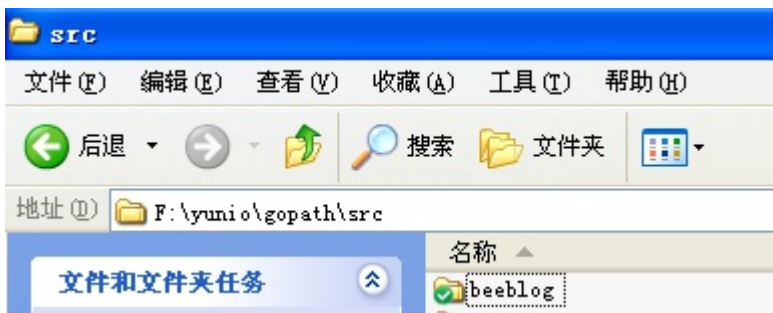 src
文件(F) 编辑(E) 查看(V) 收藏(A) 工具(T) 帮助(H)
后退 搜索 文件夹
地址(D) F:\yunio\gopath\src
名称
文件和文件夹任务
beeblog